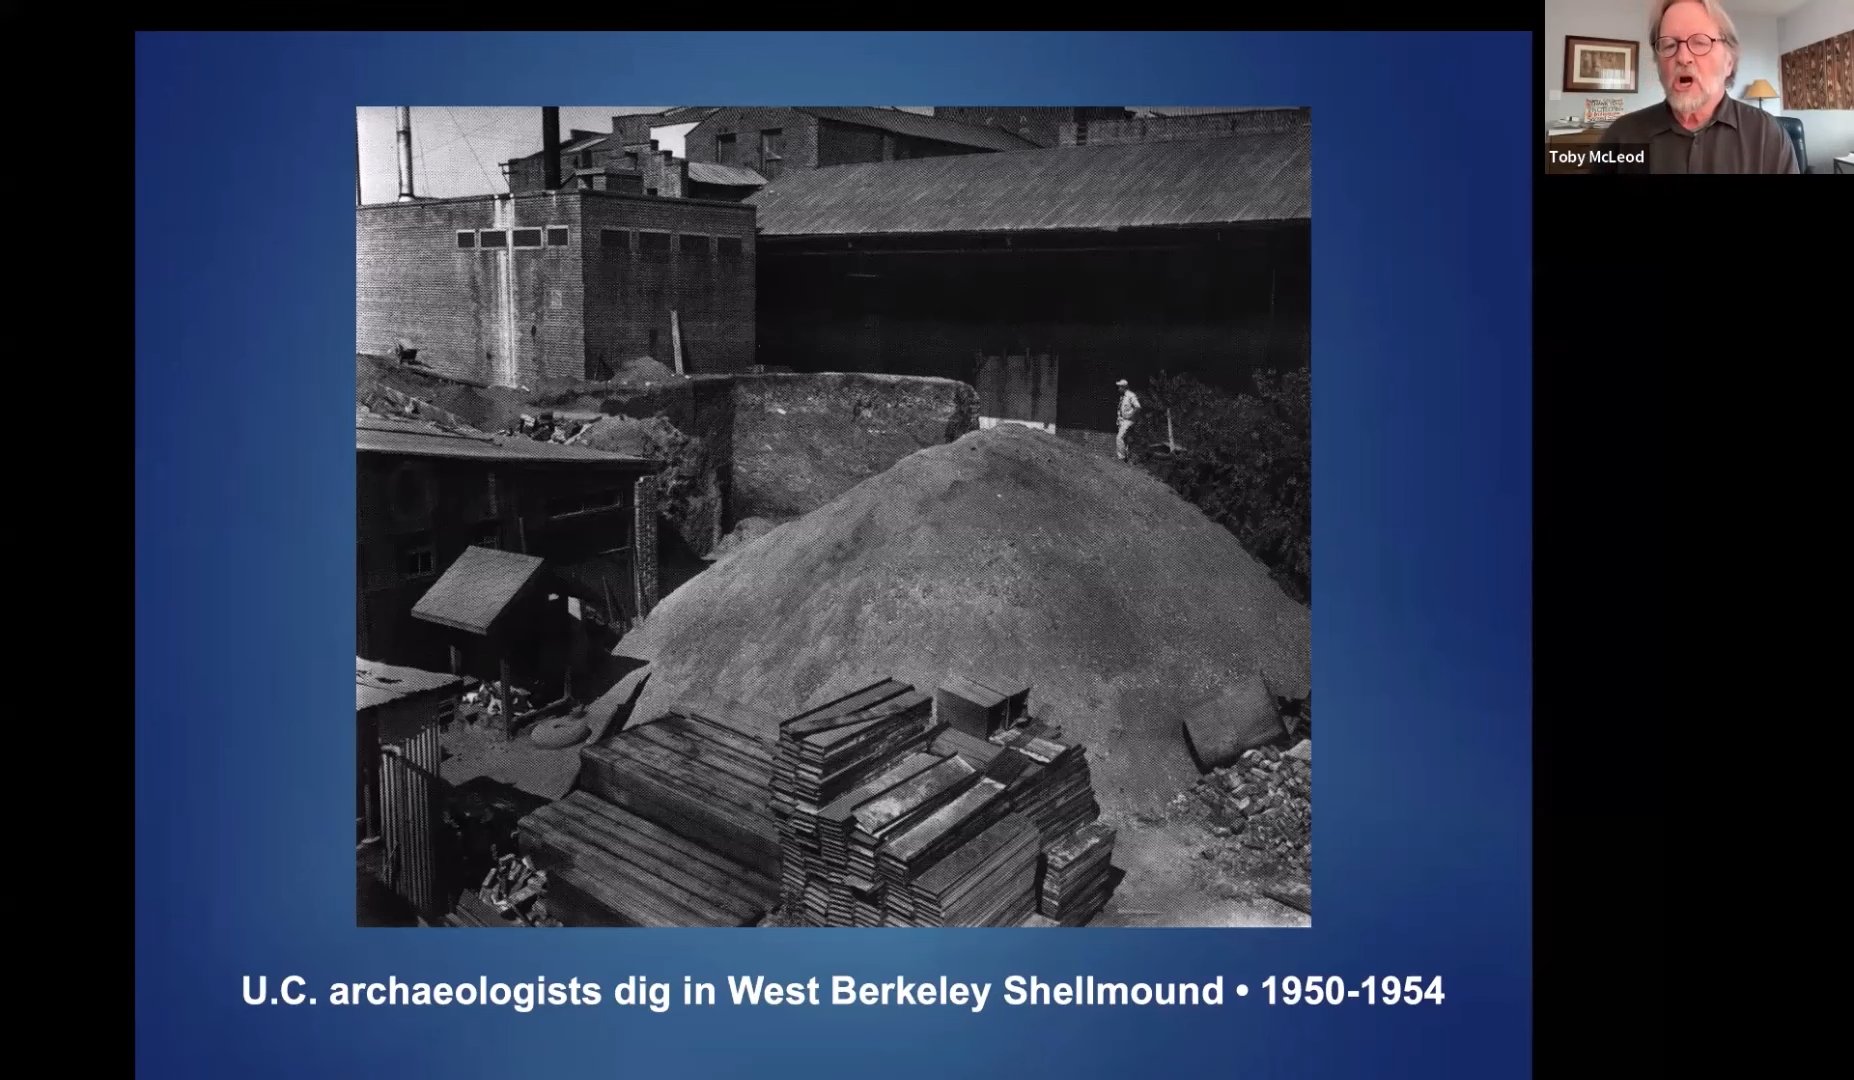 Toby McLeod
U.C. archaeologists dig in West Berkeley Shellmound • 1950-1954